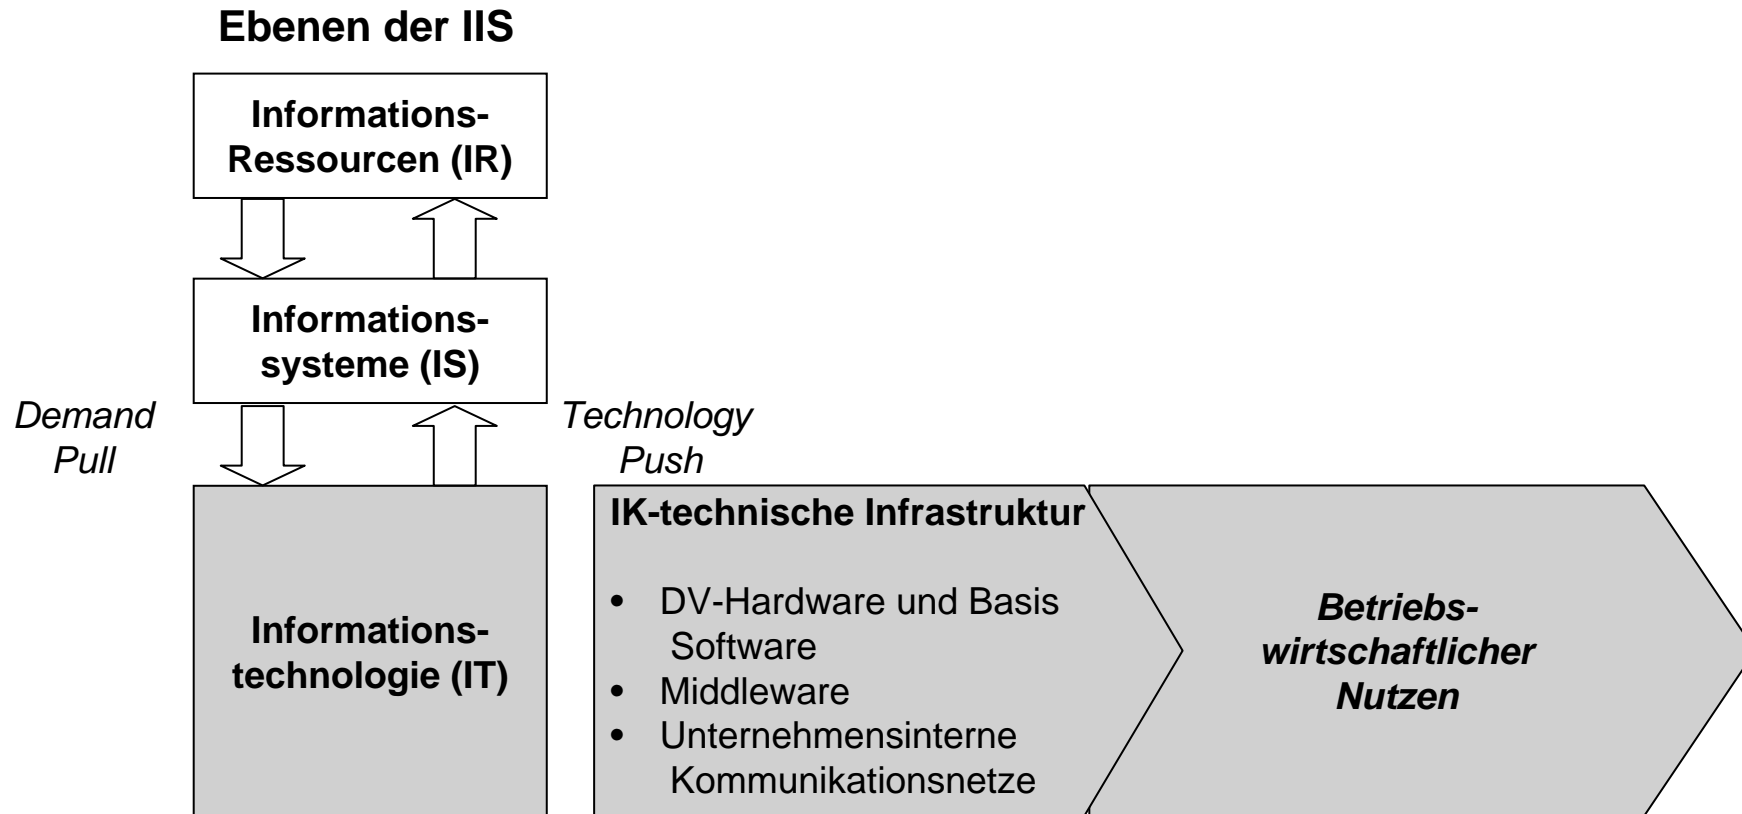 Ebenen der IIS
Informations-
Ressourcen (IR)
Informations-
systeme (IS)
Demand
Pull
Technology
Push
Informations-
technologie (IT)
IK-technische Infrastruktur
• DV-Hardware und Basis
Software
• Middleware
• Unternehmensinterne
Kommunikationsnetze
Betriebs-
wirtschaftlicher
Nutzen